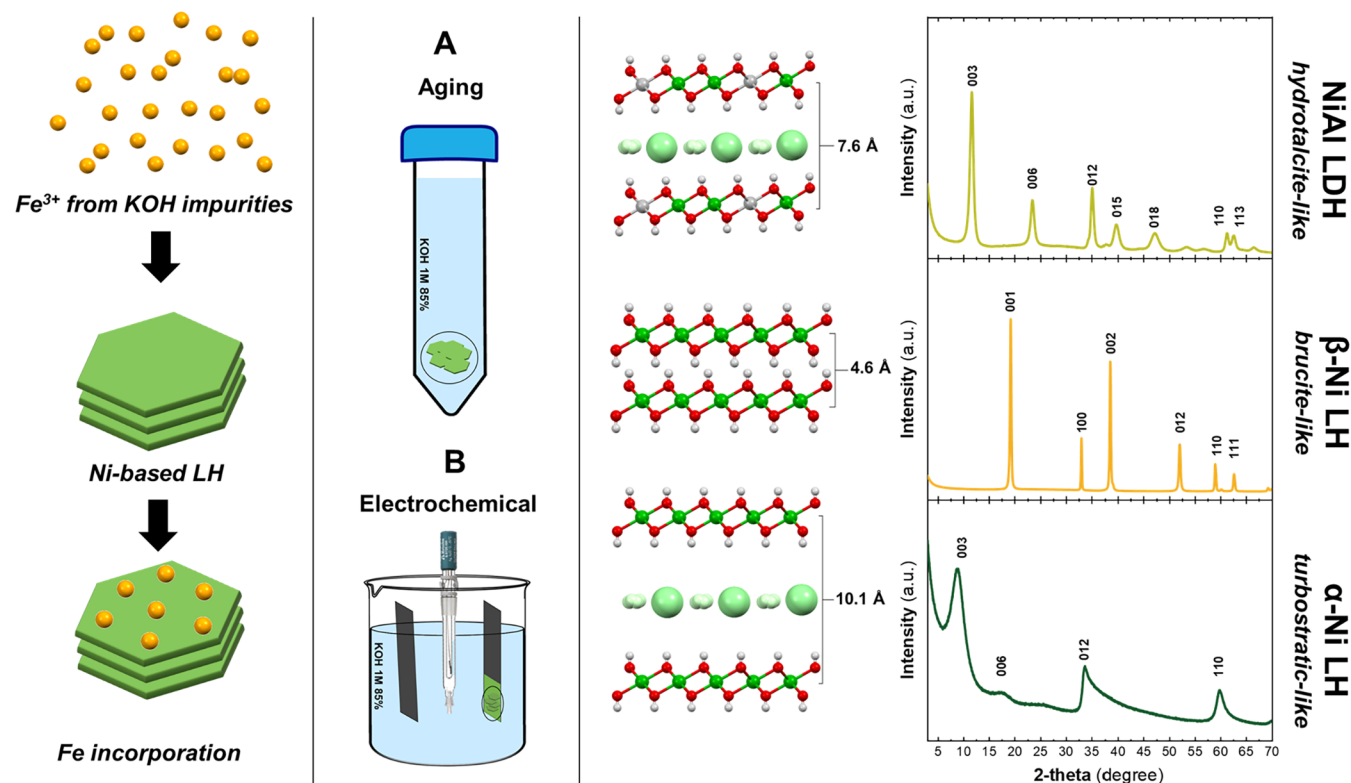 Fe³⁺ from KOH impurities
Ni-based LH
Fe incorporation
A
Aging
KOH 1M 85%
B
Electrochemical
KOH 1M 85%
7.6 Å
4.6 Å
10.1 Å
Intensity (a.u.)
003
006
012
015
018
110
113
NiAl LDH
hydrotalcite-like
Intensity (a.u.)
001
100
002
012
110
111
β-Ni LH
brucite-like
Intensity (a.u.)
003
006
012
110
α-Ni LH
turbostratic-like
5 10 15 20 25 30 35 40 45 50 55 60 65 70
2-theta (degree)